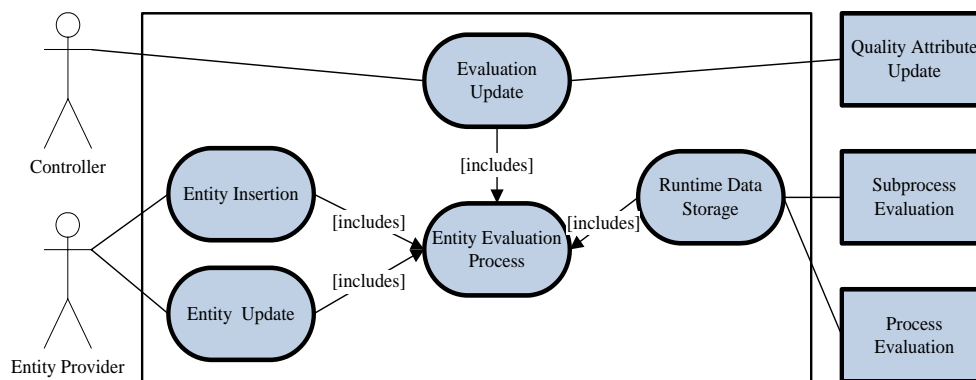 Evaluation
Update
Quality Attribute
Update
Controller
[includes]
Entity Insertion
Runtime Data
Storage
Subprocess
Evaluation
[includes]
[includes]
Entity Evaluation
Process
[includes]
Entity  Update
Process
Evaluation
Entity Provider